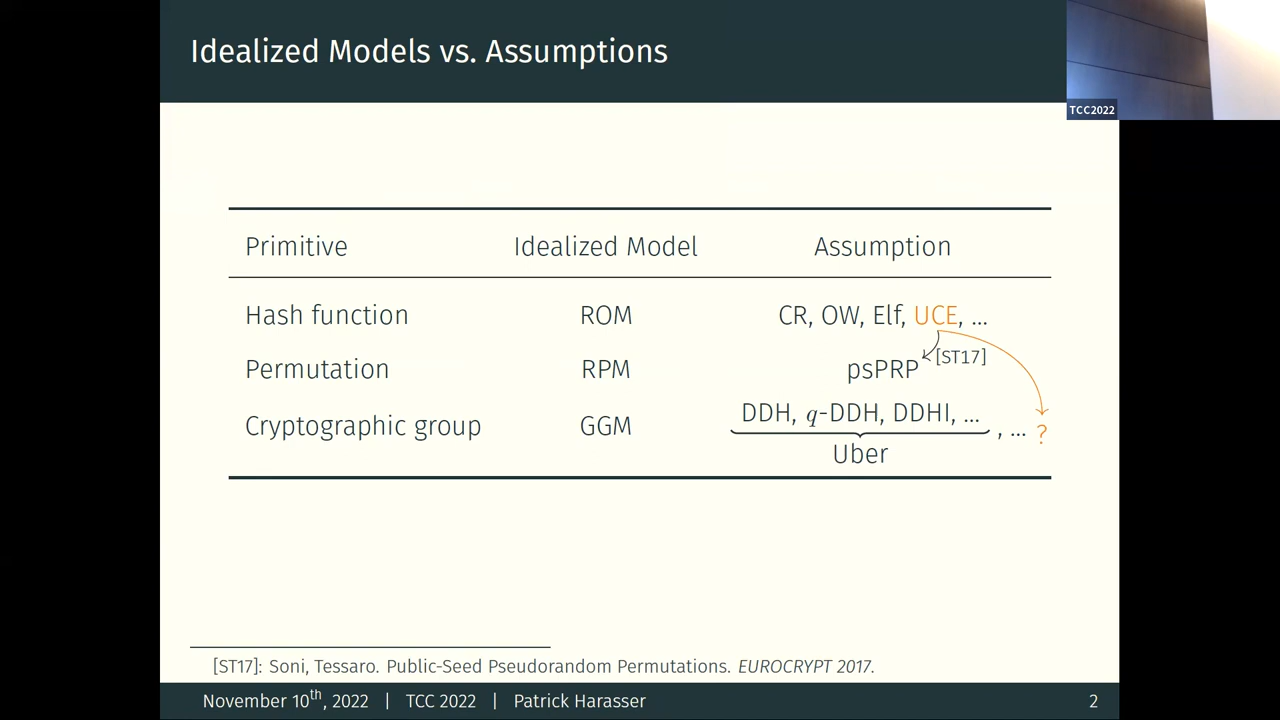 Idealized Models vs. Assumptions
TCC2022
Primitive Idealized Model Assumption
Hash function ROM CR, OW, Elf, UCE, ...
[ST17]
Permutation RPM psPRP
Cryptographic group GGM DDH, q-DDH, DDHI, ... , ... ?
Uber
[ST17]: Soni, Tessaro. Public-Seed Pseudorandom Permutations. EUROCRYPT 2017.
November 10th, 2022 | TCC 2022 | Patrick Harasser 2